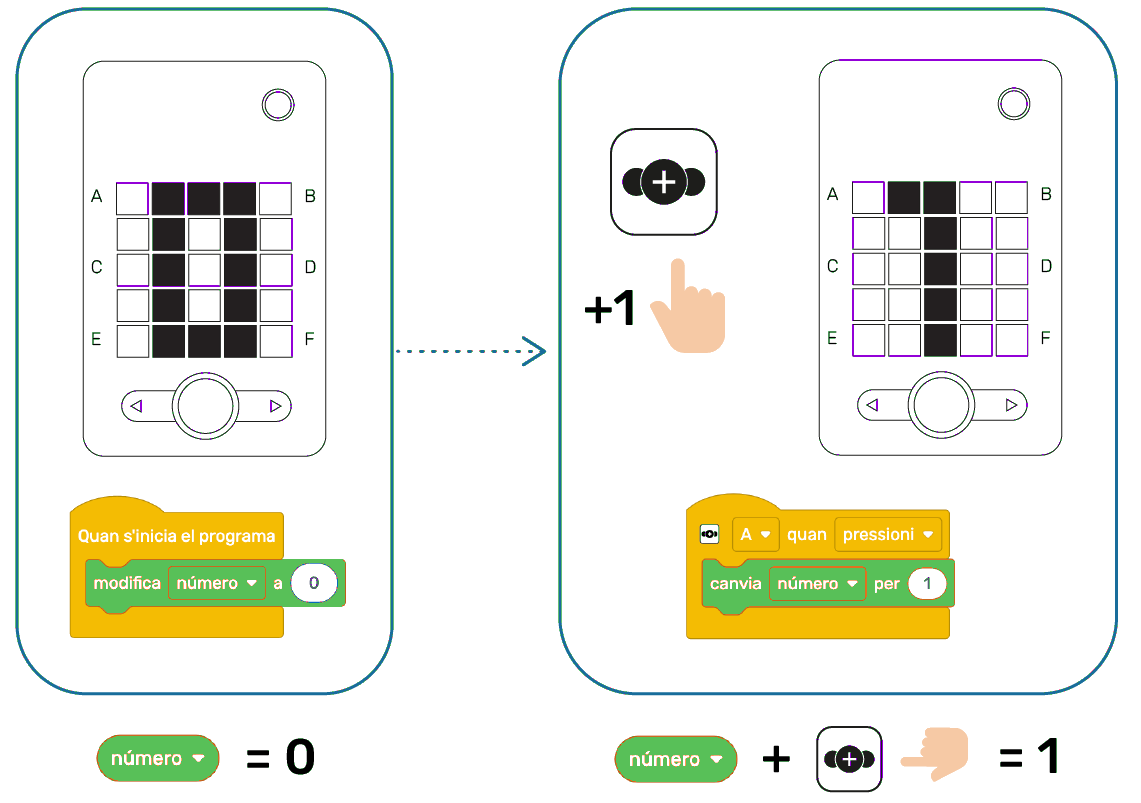 A B
C D
E F
Quan s'inicia el programa
modifica número a 0
número = 0
+
+1
A B
C D
E F
A quan pressioni
canvia número per 1
número + + = 1